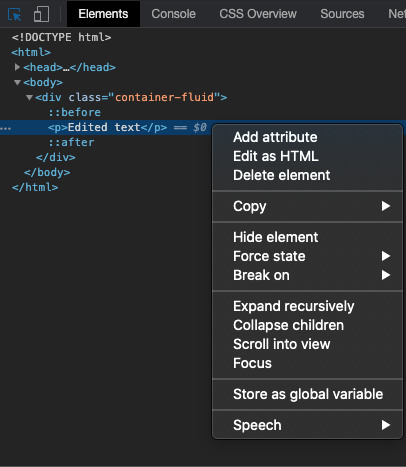 Elements Console CSS Overview Sources Net
<!DOCTYPE html>
<html>
<head>…</head>
<body>
<div class="container-fluid">
::before
… <p>Edited text</p> == $0
::after
</div>
</body>
</html>
Add attribute
Edit as HTML
Delete element
Copy
Hide element
Force state
Break on
Expand recursively
Collapse children
Scroll into view
Focus
Store as global variable
Speech